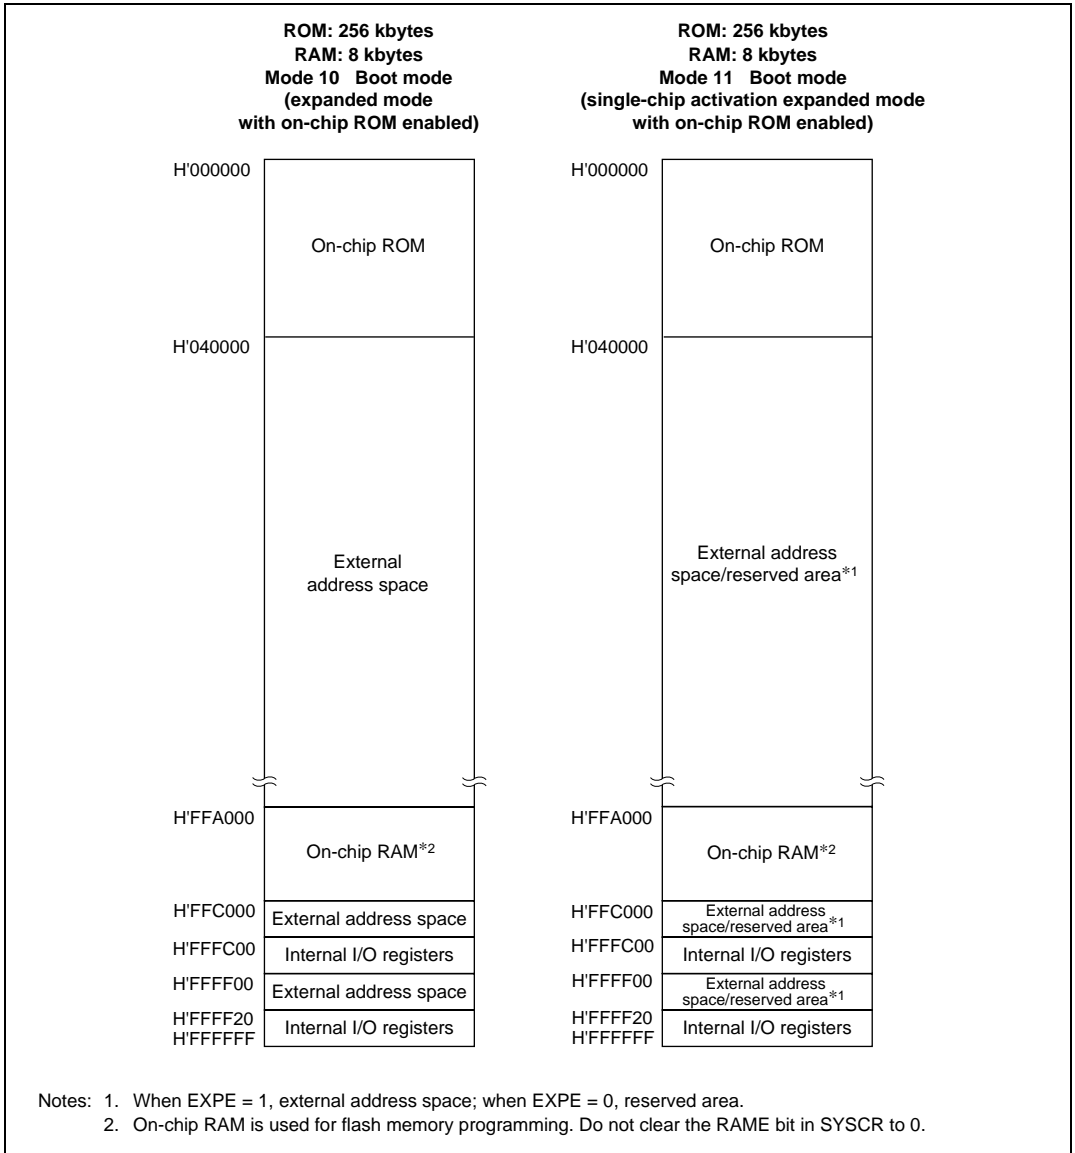 ROM: 256 kbytes
RAM: 8 kbytes
Mode 10 Boot mode
(expanded mode
with on-chip ROM enabled)
H'000000
On-chip ROM
H'040000
External
address space
H'FFA000
On-chip RAM*2
H'FFC000
External address space
H'FFFC00
Internal I/O registers
H'FFFF00
External address space
H'FFFF20
Internal I/O registers
H'FFFFFF
ROM: 256 kbytes
RAM: 8 kbytes
Mode 11 Boot mode
(single-chip activation expanded mode
with on-chip ROM enabled)
H'000000
On-chip ROM
H'040000
External address
space/reserved area*1
H'FFA000
On-chip RAM*2
H'FFC000
External address
space/reserved area*1
H'FFFC00
Internal I/O registers
H'FFFF00
External address
space/reserved area*1
H'FFFF20
Internal I/O registers
H'FFFFFF
Notes: 1. When EXPE = 1, external address space; when EXPE = 0, reserved area.
2. On-chip RAM is used for flash memory programming. Do not clear the RAME bit in SYSCR to 0.